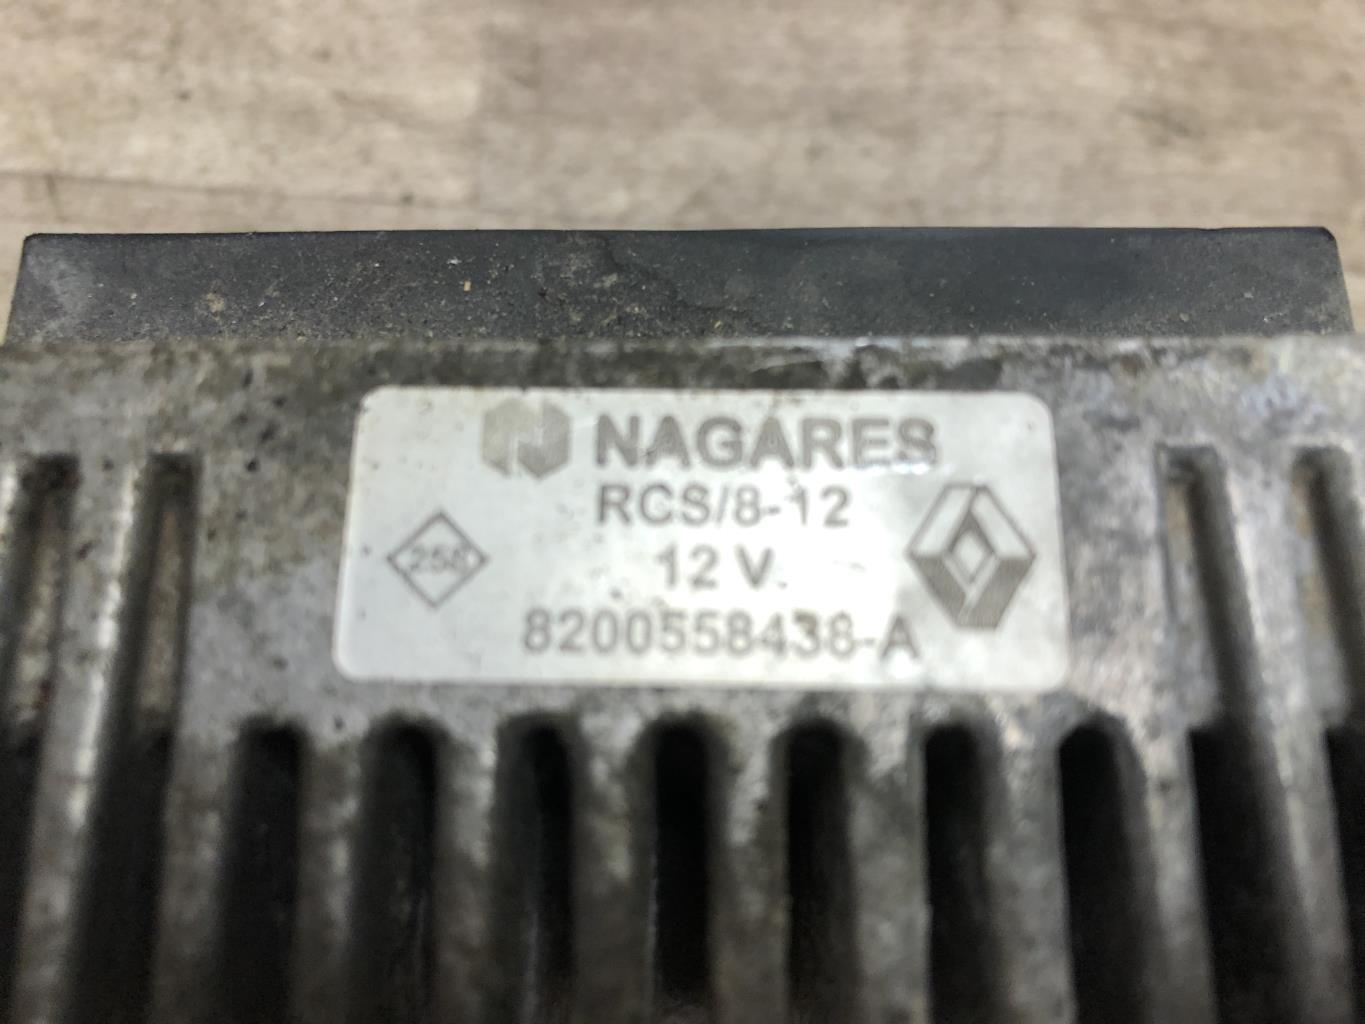 NAGARES
RCS/8-12
12 V.
258
8200558438-A